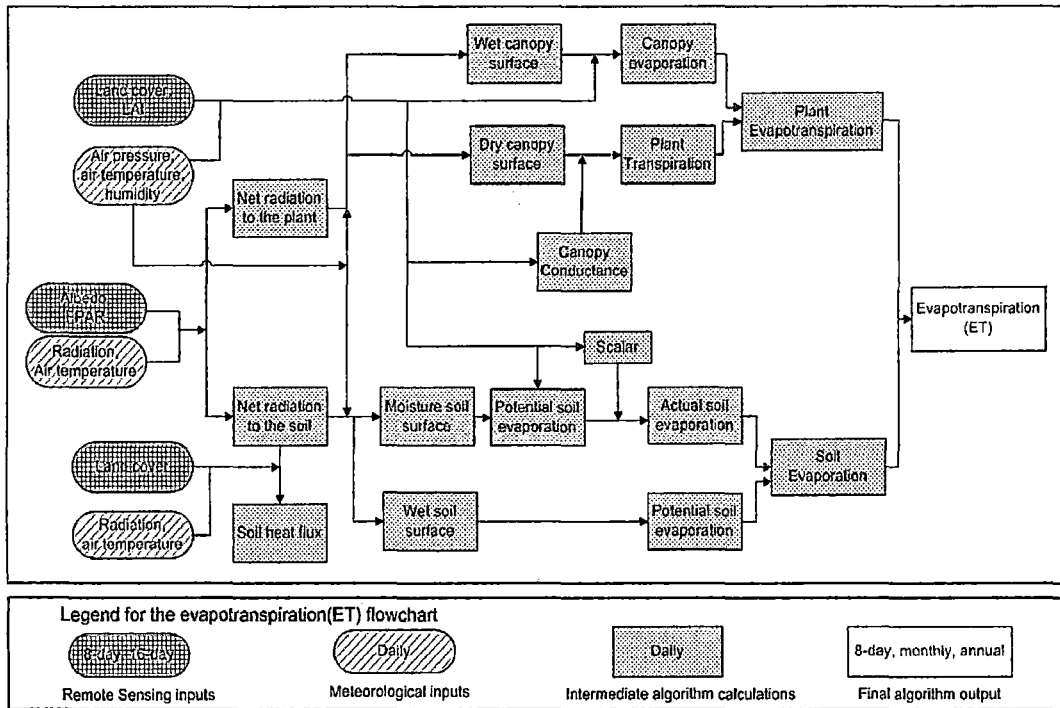 Wet canopy
surface
Canopy
evaporation
Land cover,
LAI
Plant
Evapotranspiration
Air pressure,
air temperature,
humidity
Dry canopy
surface
Plant
Transpiration
Net radiation
to the plant
Canopy
Conductance
Albedo
FPAR
Evapotranspiration
(ET)
Radiation,
Air temperature
Scalar
Net radiation
to the soil
Moisture soil
surface
Potential soil
evaporation
Actual soil
evaporation
Land cover
Soil
Evaporation
Radiation,
air temperature
Soil heat flux
Wet soil
surface
Potential soil
evaporation
Legend for the evapotranspiration(ET) flowchart
8-day 16-day
Daily
Daily
8-day, monthly, annual
Remote Sensing inputs
Meteorological inputs
Intermediate algorithm calculations
Final algorithm output